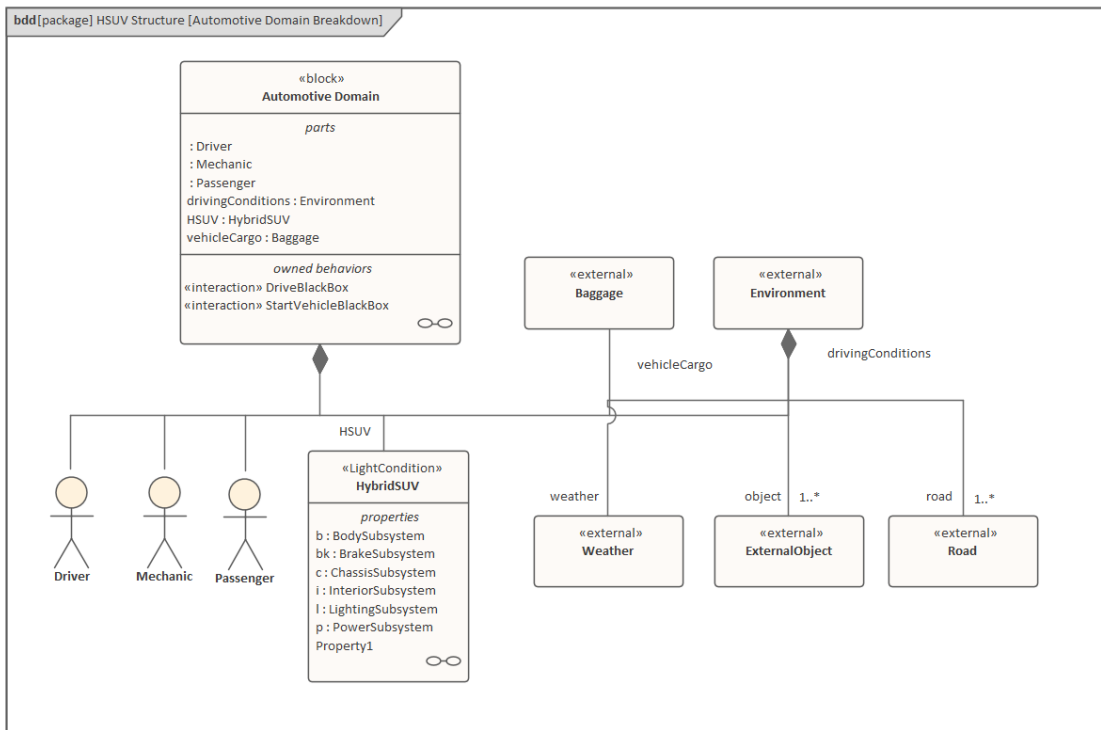 bdd [package] HSUV Structure [Automotive Domain Breakdown]
«block»
Automotive Domain
parts
: Driver
: Mechanic
: Passenger
drivingConditions : Environment
HSUV : HybridSUV
vehicleCargo : Baggage
owned behaviors
«interaction» DriveBlackBox
«interaction» StartVehicleBlackBox
«external»
Baggage
«external»
Environment
vehicleCargo
drivingConditions
HSUV
Driver
Mechanic
Passenger
«LightCondition»
HybridSUV
properties
b : BodySubsystem
bk : BrakeSubsystem
c : ChassisSubsystem
i : InteriorSubsystem
l : LightingSubsystem
p : PowerSubsystem
Property1
weather
object 1..*
road 1..*
«external»
Weather
«external»
ExternalObject
«external»
Road